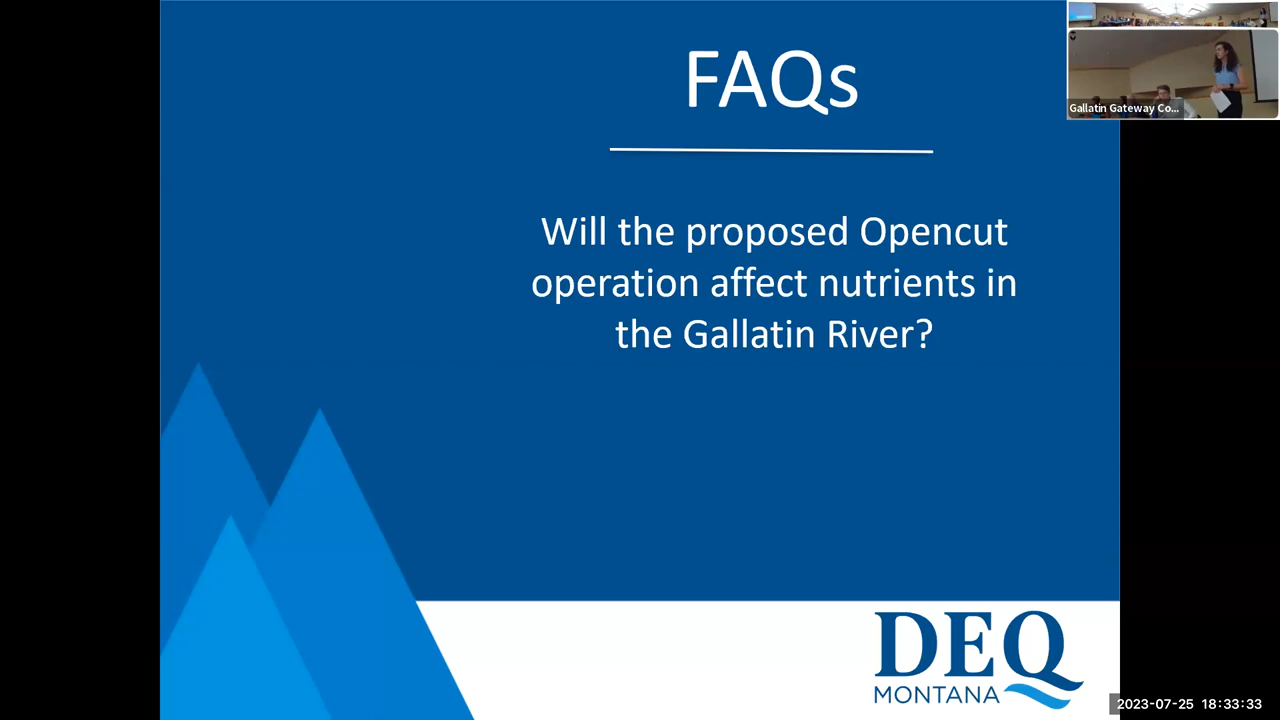 FAQs
Will the proposed Opencut
operation affect nutrients in
the Gallatin River?
Gallatin Gateway Co...
DEQ
MONTANA
2023-07-25 18:33:33